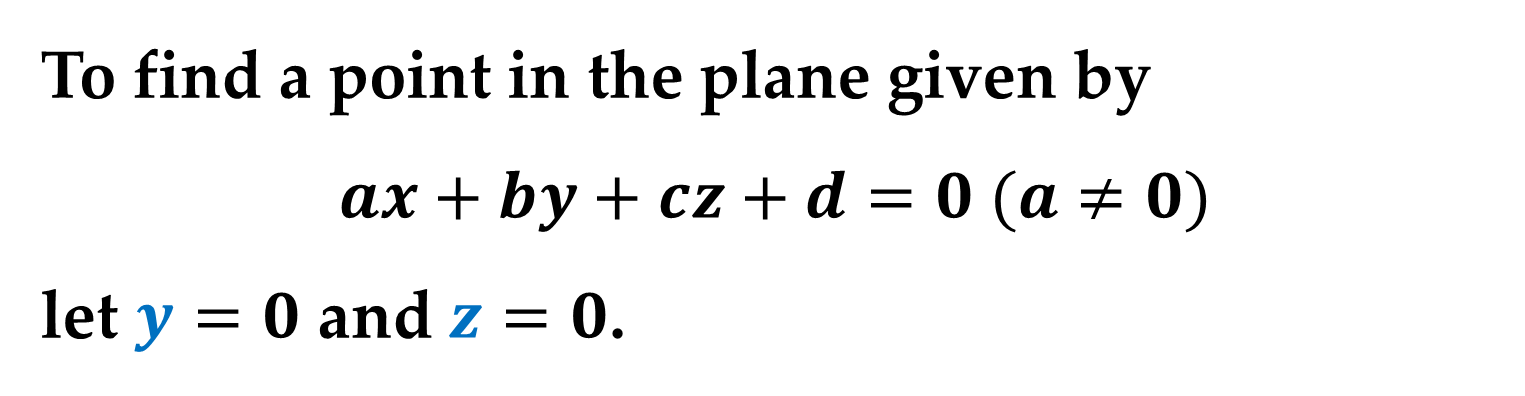 To find a point in the plane given by
ax + by + cz + d = 0 (a ≠ 0)
let y = 0 and z = 0.